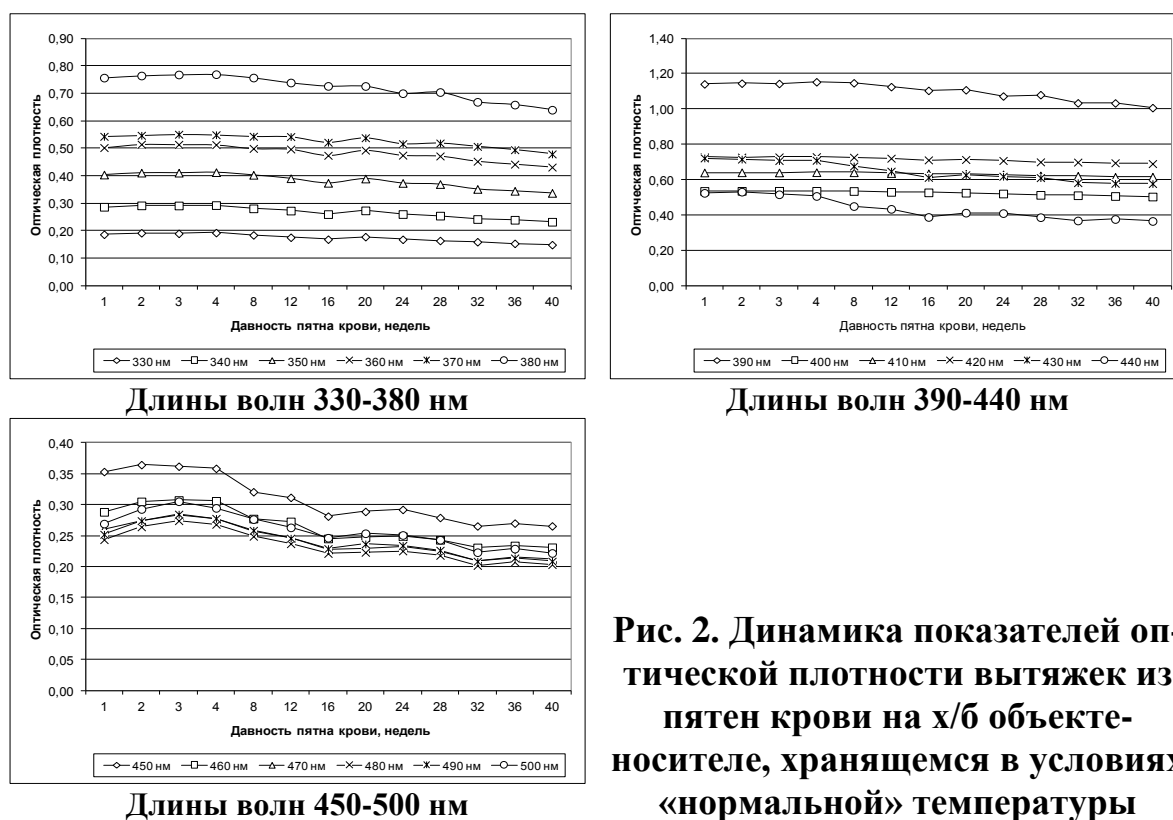 0,90
0,80
0,70
0,60
0,50
0,40
0,30
0,20
0,10
0,00
Оптическая плотность
1 2 3 4 8 12 16 20 24 28 32 36 40
Давность пятна крови, недель
330 нм 340 нм 350 нм 360 нм 370 нм 380 нм
Длины волн 330-380 нм
1,40
1,20
1,00
0,80
0,60
0,40
0,20
0,00
Оптическая плотность
1 2 3 4 8 12 16 20 24 28 32 36 40
Давность пятна крови, недель
390 нм 400 нм 410 нм 420 нм 430 нм 440 нм
Длины волн 390-440 нм
0,40
0,35
0,30
0,25
0,20
0,15
0,10
0,05
0,00
Оптическая плотность
1 2 3 4 8 12 16 20 24 28 32 36 40
Давность пятна крови, недель
450 нм 460 нм 470 нм 480 нм 490 нм 500 нм
Длины волн 450-500 нм
Рис. 2. Динамика показателей оп-
тической плотности вытяжек из
пятен крови на х/б объекте-
носителе, хранящемся в условиях
«нормальной» температуры